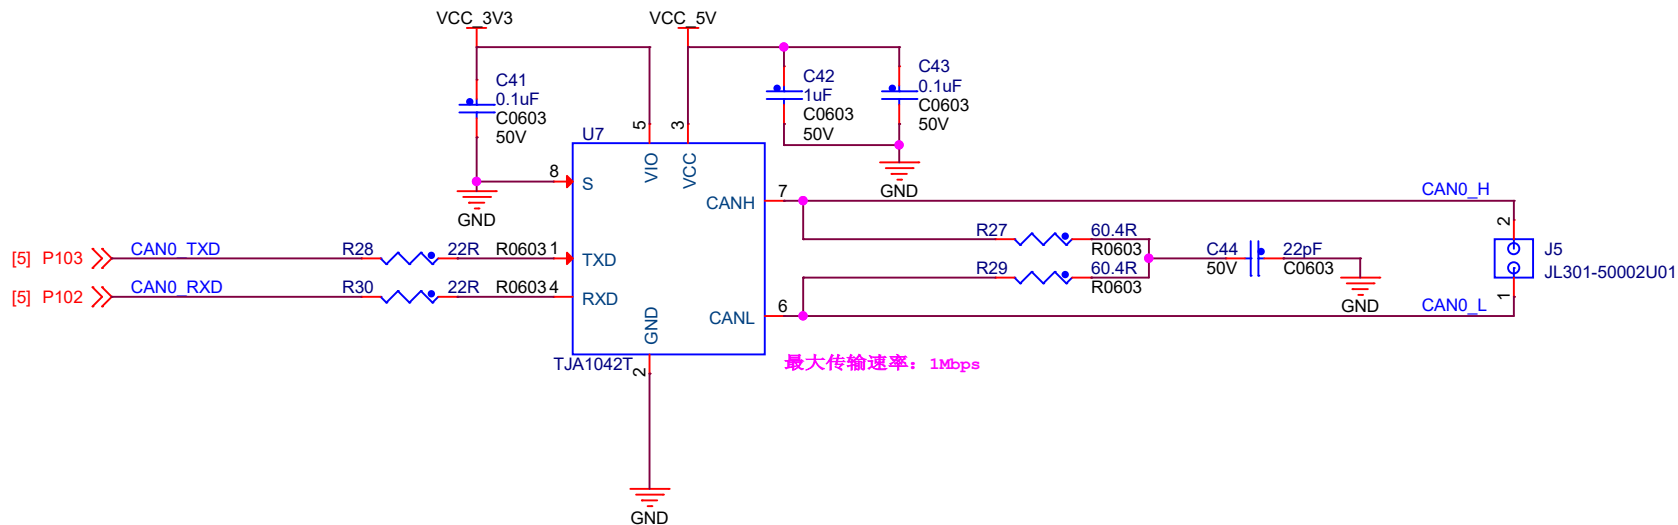 VCC_3V3
VCC_5V
C41
0.1uF
C0603
50V
C42
1uF
C0603
50V
C43
0.1uF
C0603
50V
GND
U7
5
3
VIO
VCC
8
S
GND
7
CANH
CAN0_H
[5] P103
CAN0_TXD
R28
22R
R0603
1
TXD
[5] P102
CAN0_RXD
R30
22R
R0603
4
RXD
GND
6
CANL
CAN0_L
R27
60.4R
R0603
R29
60.4R
R0603
C44
50V
22pF
C0603
GND
2
1
J5
JL301-50002U01
TJA1042T
2
最大传输速率：1Mbps
GND